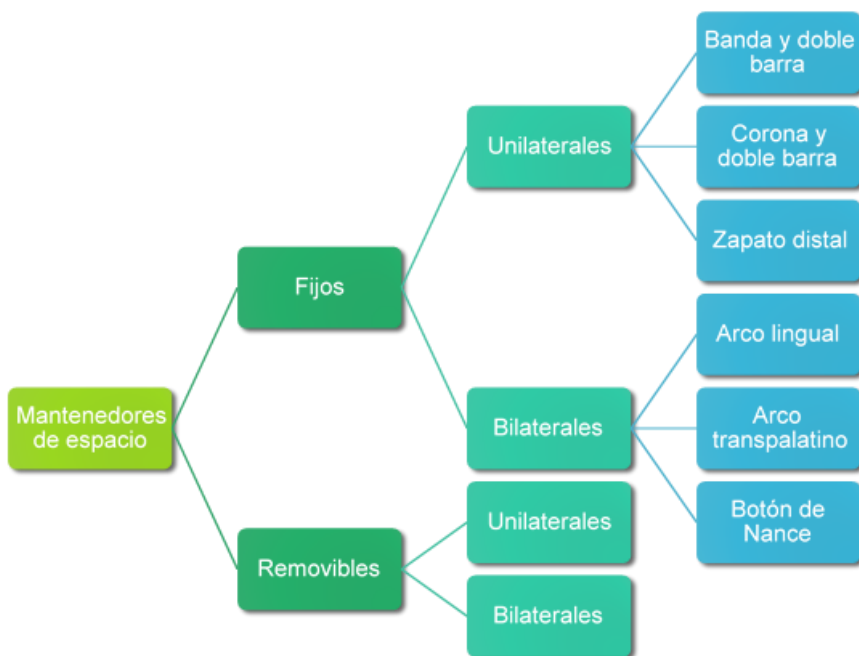 Mantenedores
de espacio
Fijos
Unilaterales
Banda y doble
barra
Corona y
doble barra
Zapato distal
Bilaterales
Arco lingual
Arco
transpalatino
Botón de
Nance
Removibles
Unilaterales
Bilaterales